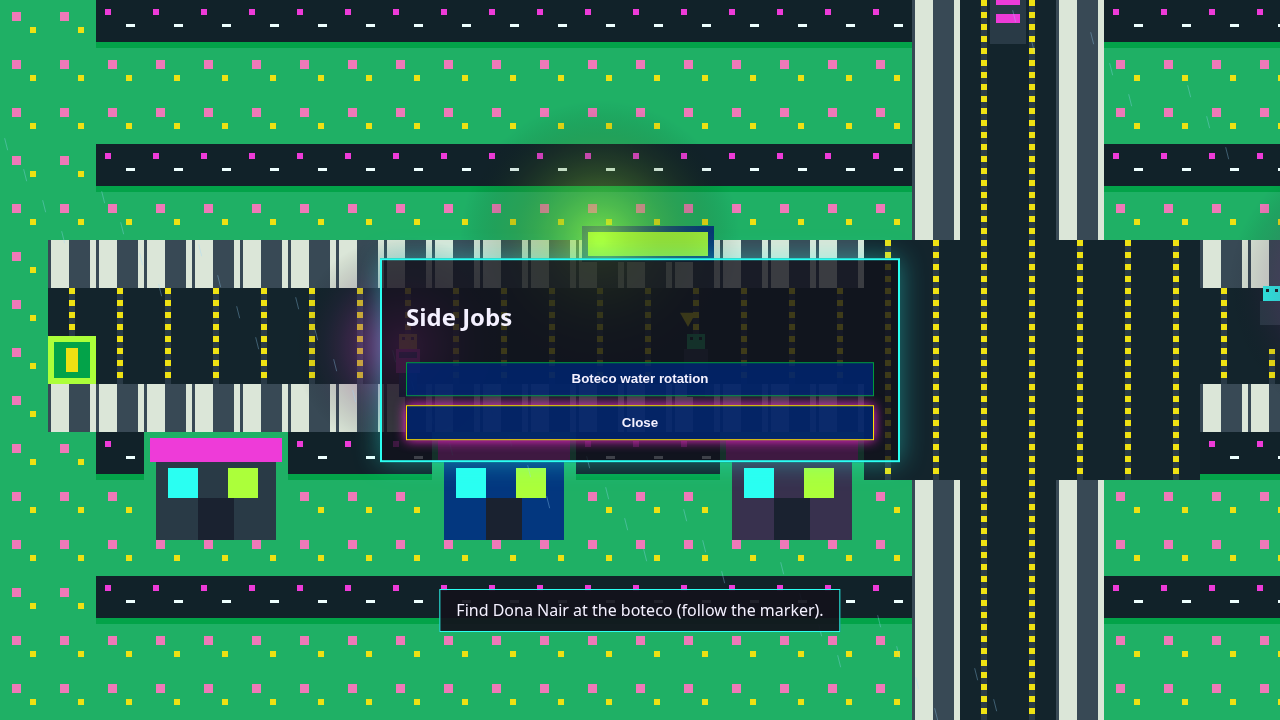 Side Jobs
Boteco water rotation
Close
Find Dona Nair at the boteco (follow the marker).